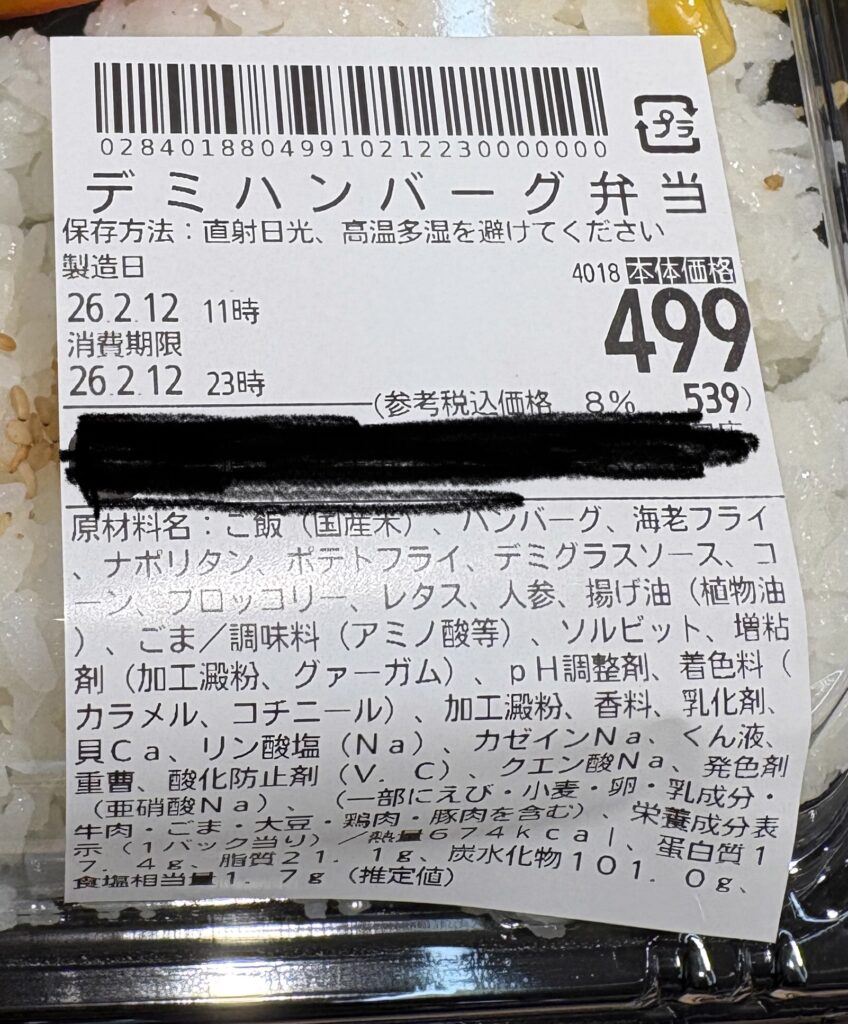 プラ
0284018804991021223000000​0
デミハンバーグ弁当
保存方法：直射日光、高温多湿を避けてください
製造日
4018 本体価格
26.2.12 11時
499
消費期限
26.2.12 23時
(参考税込価格 8% 539)
原材料名：ご飯（国産米）、ハンバーグ、海老フライ
、ナポリタン、ポテトフライ、デミグラスソース、コ
ーン、ブロッコリー、レタス、人参、揚げ油（植物油
）、ごま／調味料（アミノ酸等）、ソルビット、増粘
剤（加工澱粉、グァーガム）、ｐＨ調整剤、着色料（
カラメル、コチニール）、加工澱粉、香料、乳化剤、
貝Ｃａ、リン酸塩（Ｎａ）、カゼインＮａ、くん液、
重曹、酸化防止剤（Ｖ．Ｃ）、クエン酸Ｎａ、発色剤
（亜硝酸Ｎａ）、（一部にえび・小麦・卵・乳成分・
牛肉・ごま・大豆・鶏肉・豚肉を含む）、栄養成分表
示（１パック当り）／熱量６７４ｋｃａｌ、蛋白質１
７．４ｇ、脂質２１．１ｇ、炭水化物１０１．０ｇ、
食塩相当量１．７ｇ（推定値）